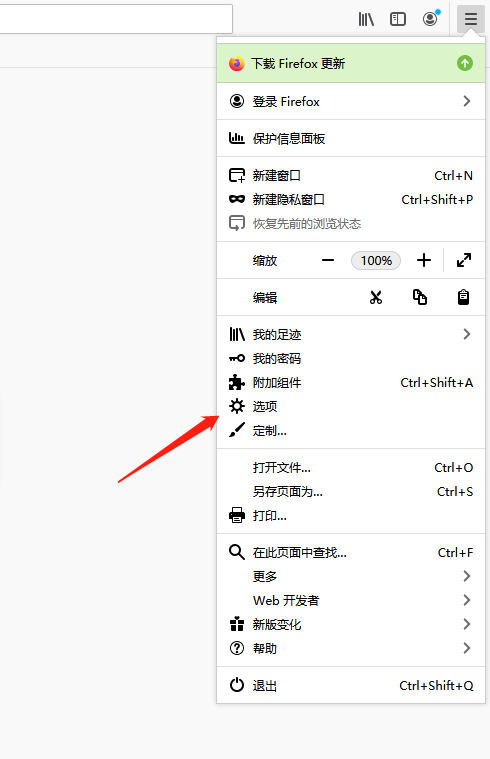 下载 Firefox 更新
登录 Firefox
保护信息面板
新建窗口 Ctrl+N
新建隐私窗口 Ctrl+Shift+P
恢复先前的浏览状态
缩放 100%
编辑
我的足迹
我的密码
附加组件 Ctrl+Shift+A
选项
定制...
打开文件... Ctrl+O
另存页面为... Ctrl+S
打印...
在此页面中查找... Ctrl+F
更多
Web 开发者
新版变化
帮助
退出 Ctrl+Shift+Q